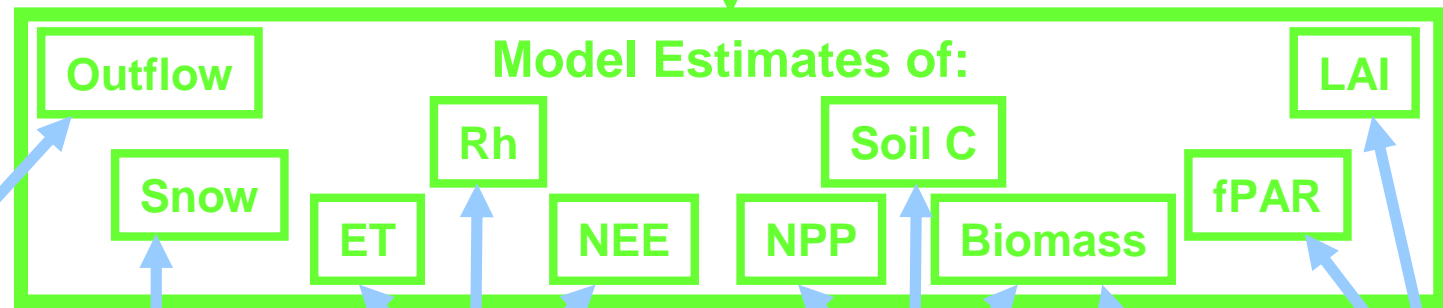 Model Estimates of:
Outflow
LAI
Rh
Soil C
Snow
fPAR
ET
NEE
NPP
Biomass